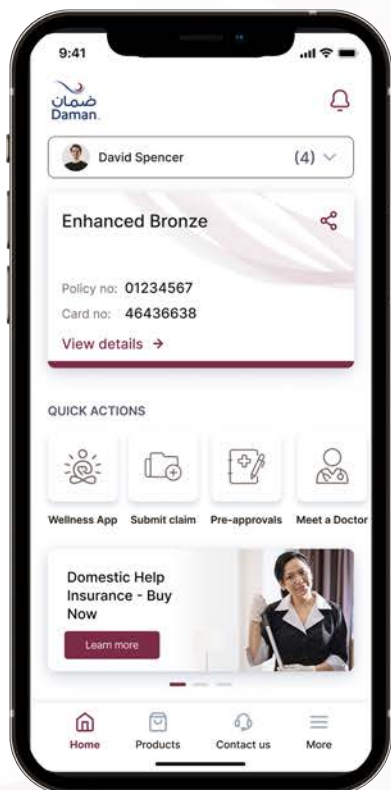 9:41
ضمان
Daman.
David Spencer (4)
Enhanced Bronze
Policy no: 01234567
Card no: 46436638
View details →
QUICK ACTIONS
Wellness App Submit claim Pre-approvals Meet a Doctor
Domestic Help
Insurance - Buy
Now
Learn more
Home Products Contact us More